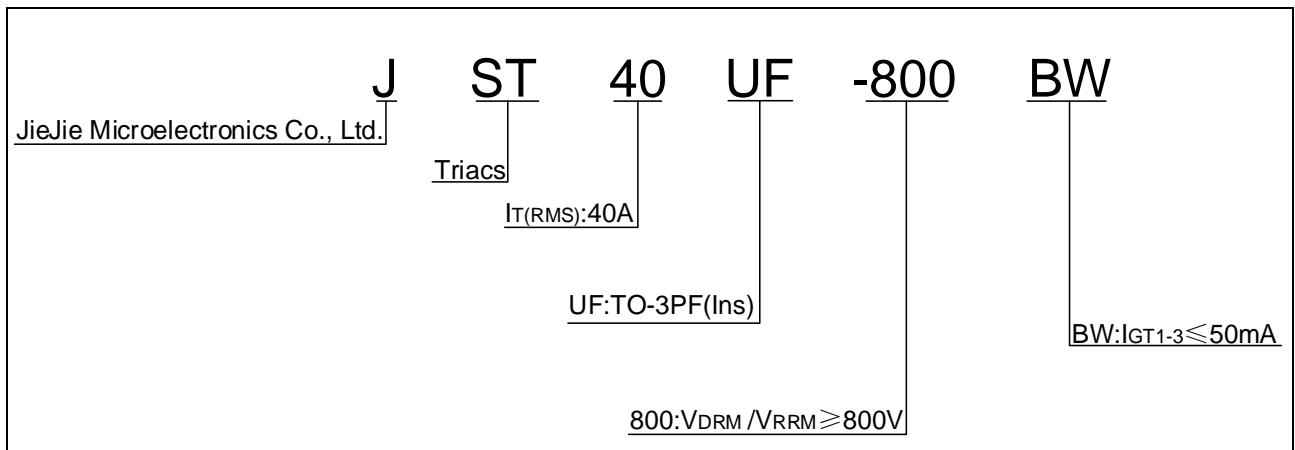 J ST 40 UF -800 BW
JieJie Microelectronics Co., Ltd.
Triacs
IT(RMS):40A
UF:TO-3PF(Ins)
BW:IGT1-3≤50mA
800:VDRM /VRRM≥800V